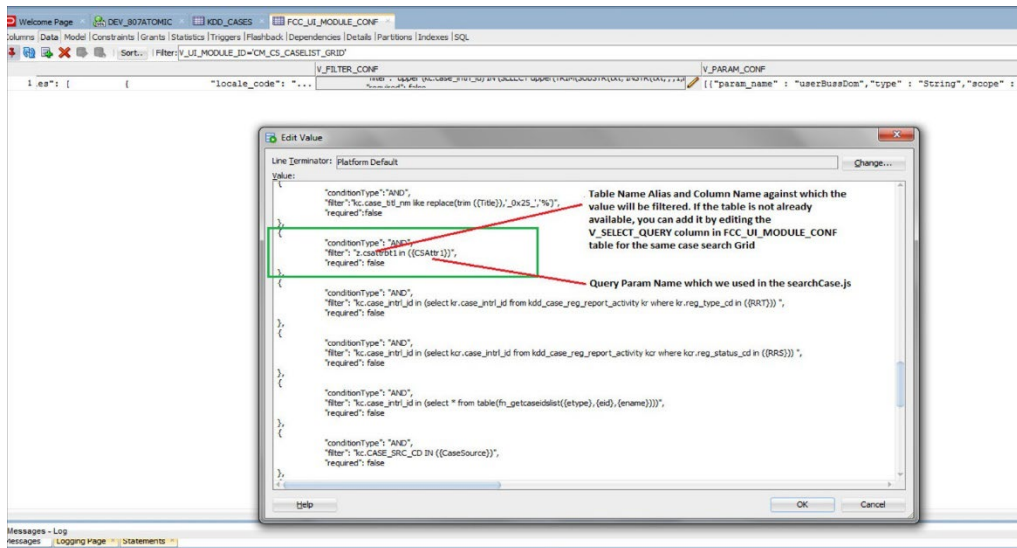 Welcome Page DEV_807ATOMIC KDD_CASES FCC_UI_MODULE_CONF
Columns Data Model Constraints Grants Statistics Triggers Flashback Dependencies Details Partitions Indexes SQL
Sort... Filter: V_UI_MODULE_ID='CM_CS_CASELIST_GRID'
V_FILTER_CONF V_PARAM_CONF
1 es": [ { "locale_code": "... [{"param_name" : "userBussDom","type" : "String","scope" :
"required": false
Edit Value
Line Terminator: Platform Default Change...
Value:
{
"conditionType":"AND",
"filter":"kc.case_titl_nm like replace(trim ({Title}),'_0x25_','%')",
"required":false
},
{
"conditionType": "AND",
"filter": "z.csattrbt1 in ({CSAttr1})",
"required": false
},
{
"conditionType": "AND",
"filter": "kc.case_intrl_id in (select kr.case_intrl_id from kdd_case_reg_report_activity kr where kr.reg_type_cd in ({RRT})) ",
"required": false
},
{
"conditionType": "AND",
"filter": "kc.case_intrl_id in (select kcr.case_intrl_id from kdd_case_reg_report_activity kcr where kcr.reg_status_cd in ({RRS})) ",
"required": false
},
{
"conditionType": "AND",
"filter": "kc.case_intrl_id in (select * from table(fn_getcaseidslist({etype},{eid},{ename})))",
"required": false
},
{
"conditionType": "AND",
"filter": "kc.CASE_SRC_CD IN ({CaseSource})",
"required": false
},
{
Table Name Alias and Column Name against which the
value will be filtered. If the table is not already
available, you can add it by editing the
V_SELECT_QUERY column in FCC_UI_MODULE_CONF
table for the same case search Grid
Query Param Name which we used in the searchCase.js
Help OK Cancel
Messages - Log
Messages Logging Page Statements